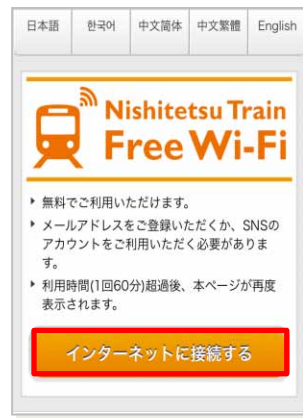 日本語 한국어 中文简体 中文繁體 English
Nishitetsu Train
Free Wi-Fi
無料でご利用いただけます。
メールアドレスをご登録いただくか、SNSの
アカウントをご利用いただく必要がありま
す。
利用時間(1回60分)超過後、本ページが再度
表示されます。
インターネットに接続する